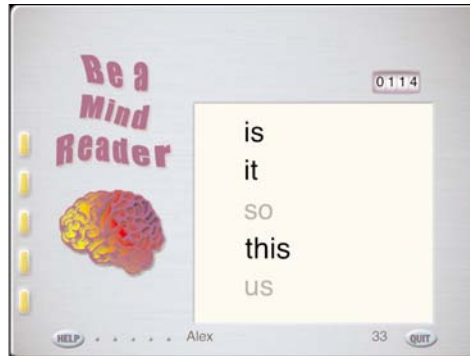 Be a
Mind
Reader
0114
is
it
so
this
us
HELP
Alex
33
QUIT